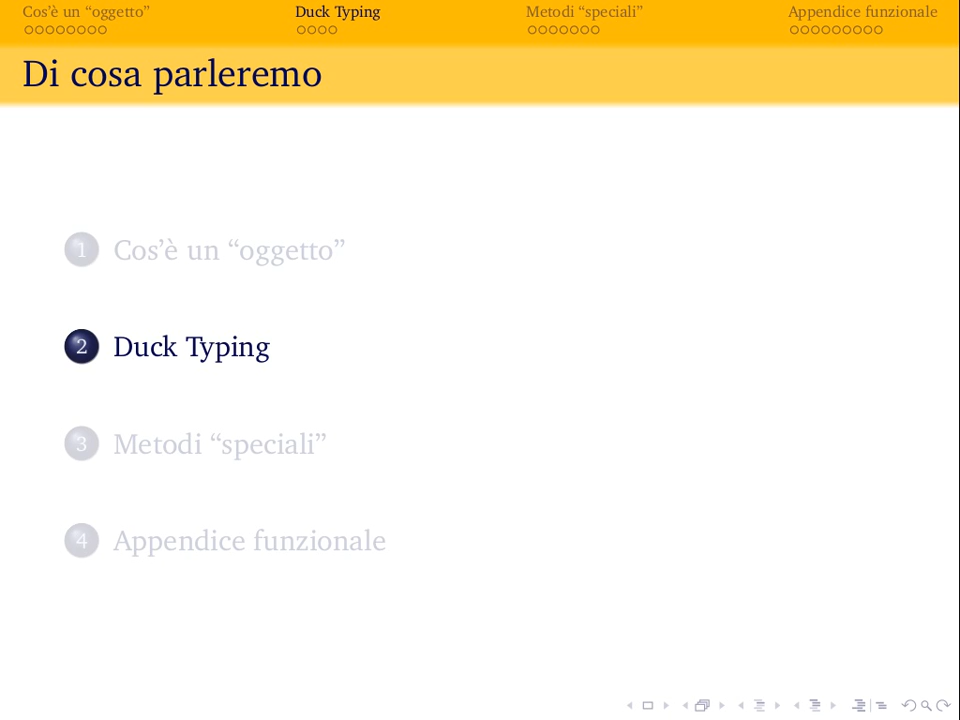 Cos’è un “oggetto” Duck Typing Metodi “speciali” Appendice funzionale
Di cosa parleremo
1 Cos’è un “oggetto”
2 Duck Typing
3 Metodi “speciali”
4 Appendice funzionale